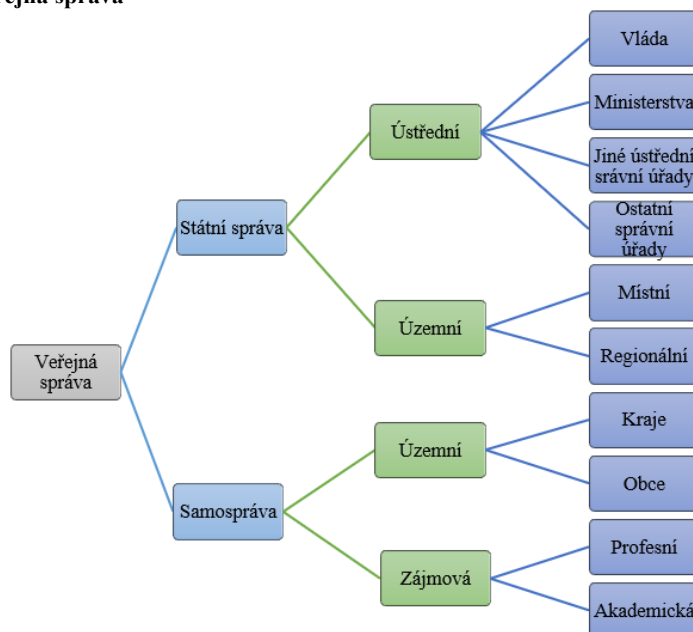 správa
Vláda
Ministerstva
Jiné ústřední
srávní úřady
Ostatní
správní
úřady
Ústřední
Státní správa
Místní
Územní
Regionální
Veřejná
správa
Kraje
Územní
Obce
Samospráva
Profesní
Zájmová
Akademická